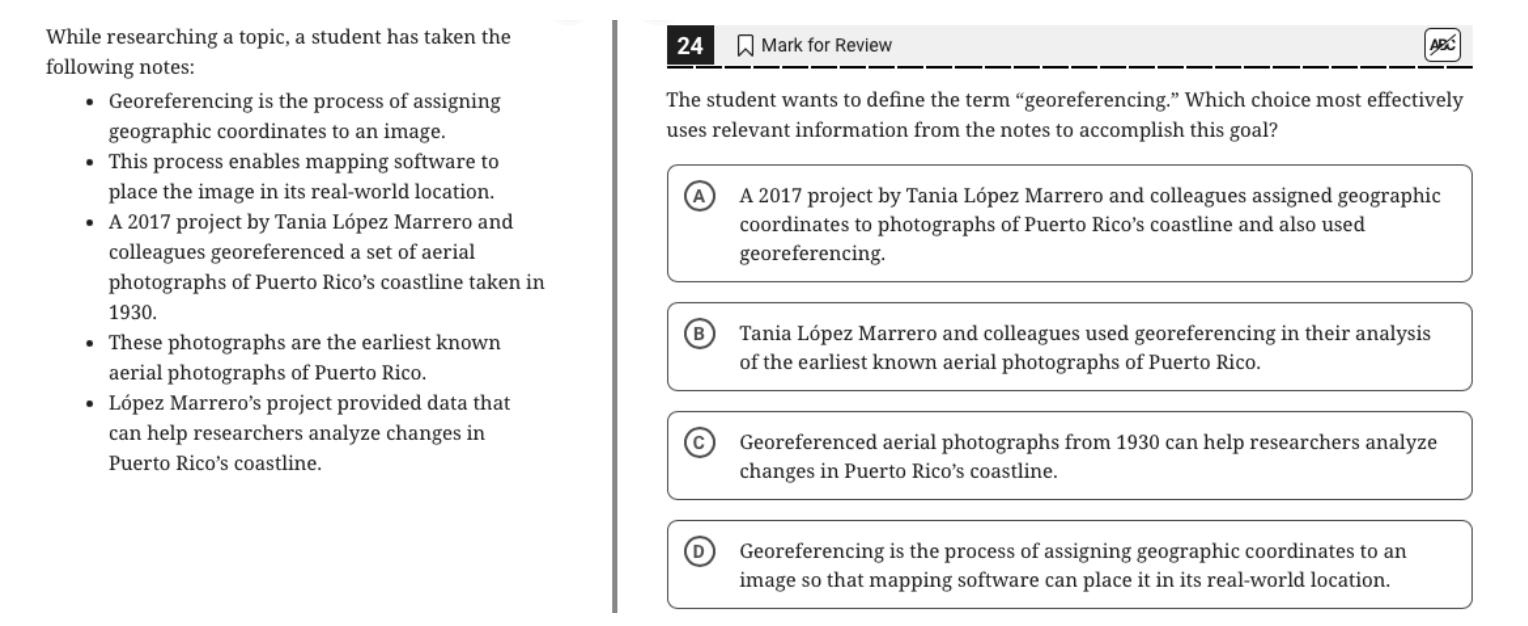 While researching a topic, a student has taken the
following notes:
• Georeferencing is the process of assigning
geographic coordinates to an image.
• This process enables mapping software to
place the image in its real-world location.
• A 2017 project by Tania López Marrero and
colleagues georeferenced a set of aerial
photographs of Puerto Rico’s coastline taken in
1930.
• These photographs are the earliest known
aerial photographs of Puerto Rico.
• López Marrero’s project provided data that
can help researchers analyze changes in
Puerto Rico’s coastline.
24 Mark for Review ABC
The student wants to define the term “georeferencing.” Which choice most effectively
uses relevant information from the notes to accomplish this goal?
A A 2017 project by Tania López Marrero and colleagues assigned geographic
coordinates to photographs of Puerto Rico’s coastline and also used
georeferencing.
B Tania López Marrero and colleagues used georeferencing in their analysis
of the earliest known aerial photographs of Puerto Rico.
C Georeferenced aerial photographs from 1930 can help researchers analyze
changes in Puerto Rico’s coastline.
D Georeferencing is the process of assigning geographic coordinates to an
image so that mapping software can place it in its real-world location.